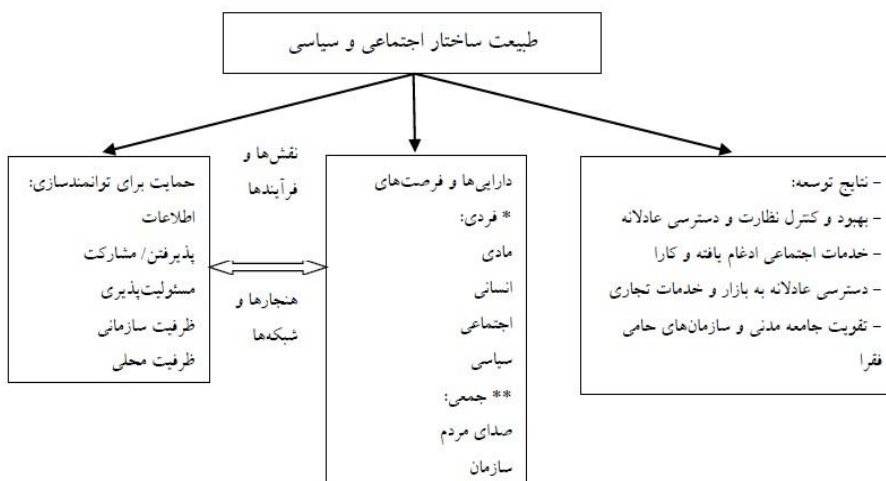 طبیعت ساختار اجتماعی و سیاسی
- نتایج توسعه:
- بهبود و کنترل نظارت و دسترسی عادلانه
- خدمات اجتماعی ادغام یافته و کارا
- دسترسی عادلانه به بازار و خدمات تجاری
- تقویت جامعه مدنی و سازمان‌های حامی
فقرا
دارایی‌ها و فرصت‌های
* فردی:
مادی
انسانی
اجتماعی
سیاسی
** جمعی:
صدای مردم
سازمان
نقش‌ها و
فرآیندها
هنجارها و
شبکه‌ها
حمایت برای توانمندسازی:
اطلاعات
پذیرفتن/ مشارکت
مسئولیت‌پذیری
ظرفیت سازمانی
ظرفیت محلی